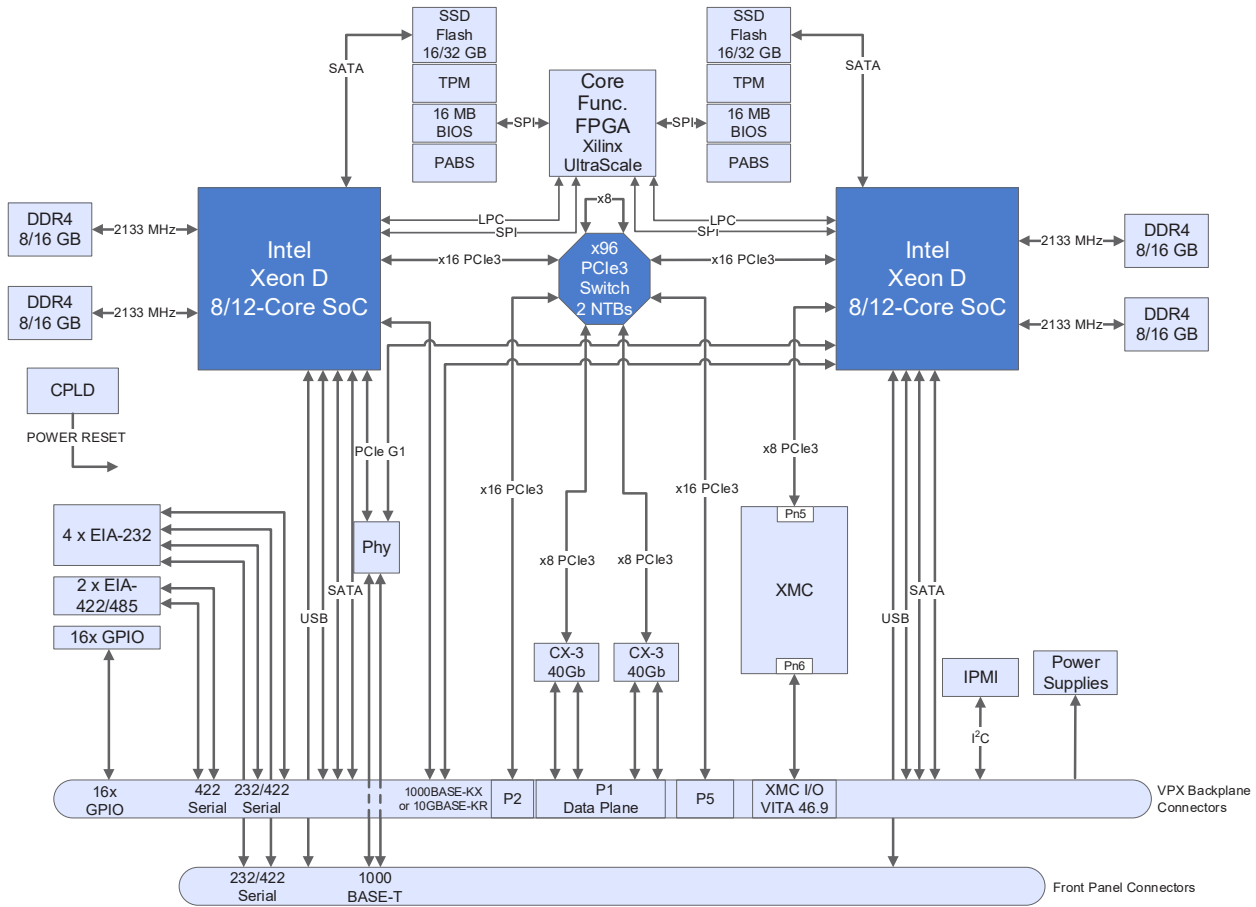 SSD
Flash
16/32 GB
TPM
16 MB
BIOS
PABS
SATA
SPI
Core
Func.
FPGA
Xilinx
UltraScale
SPI
SSD
Flash
16/32 GB
TPM
16 MB
BIOS
PABS
SATA
DDR4
8/16 GB
2133 MHz
DDR4
8/16 GB
2133 MHz
Intel
Xeon D
8/12-Core SoC
LPC
SPI
x16 PCIe3
x8
x96
PCIe3
Switch
2 NTBs
LPC
SPI
x16 PCIe3
Intel
Xeon D
8/12-Core SoC
2133 MHz
DDR4
8/16 GB
2133 MHz
DDR4
8/16 GB
CPLD
POWER RESET
PCIe G1
x16 PCIe3
x16 PCIe3
x8 PCIe3
4 x EIA-232
2 x EIA-
422/485
16x GPIO
Phy
USB
SATA
x8 PCIe3
x8 PCIe3
CX-3
40Gb
CX-3
40Gb
Pn5
XMC
Pn6
USB
SATA
IPMI
I²C
Power
Supplies
16x
GPIO
422
Serial
232/422
Serial
1000BASE-KX
or 10GBASE-KR
P2
P1
Data Plane
P5
XMC I/O
VITA 46.9
VPX Backplane
Connectors
232/422
Serial
1000
BASE-T
Front Panel Connectors